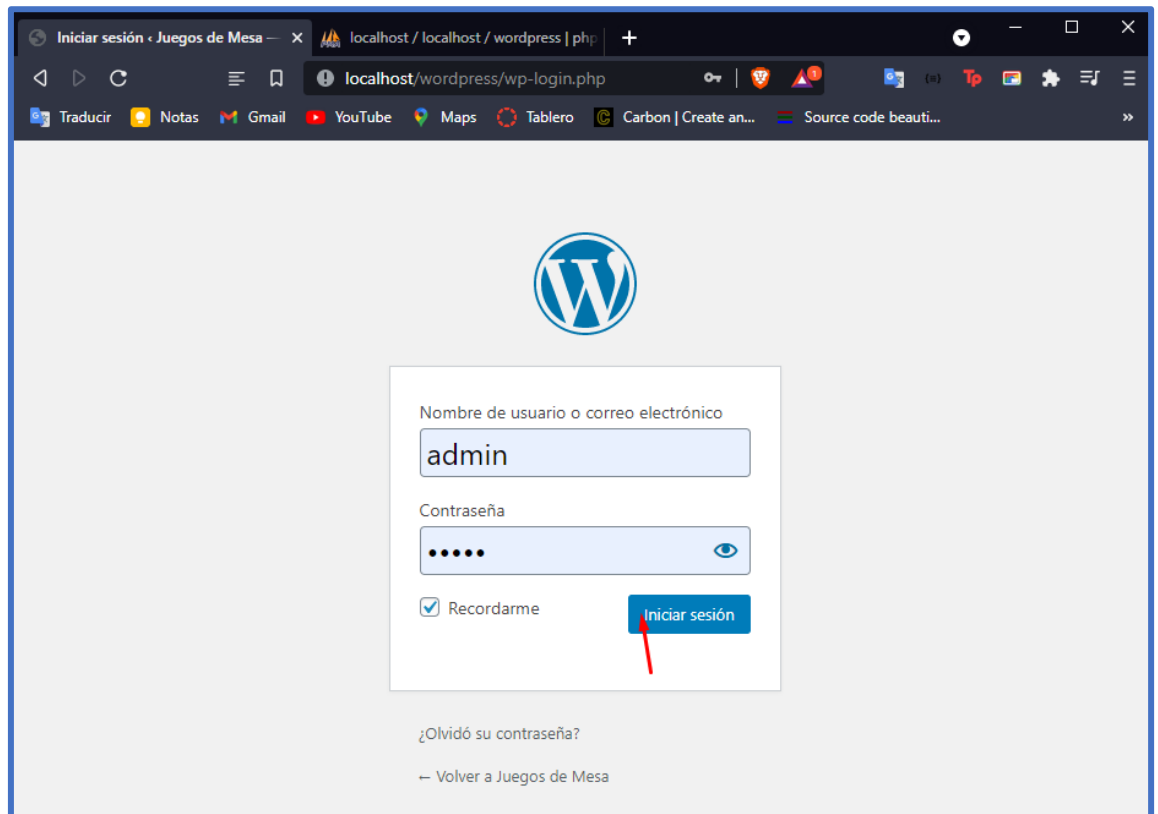 Iniciar sesión ‹ Juegos de Mesa —
localhost / localhost / wordpress | php
localhost/wordpress/wp-login.php
1
Tp
Traducir
Notas
Gmail
YouTube
Maps
Tablero
Carbon | Create an...
Source code beauti...
»
W
Nombre de usuario o correo electrónico
admin
Contraseña
•••••
Recordarme
Iniciar sesión
¿Olvidó su contraseña?
← Volver a Juegos de Mesa